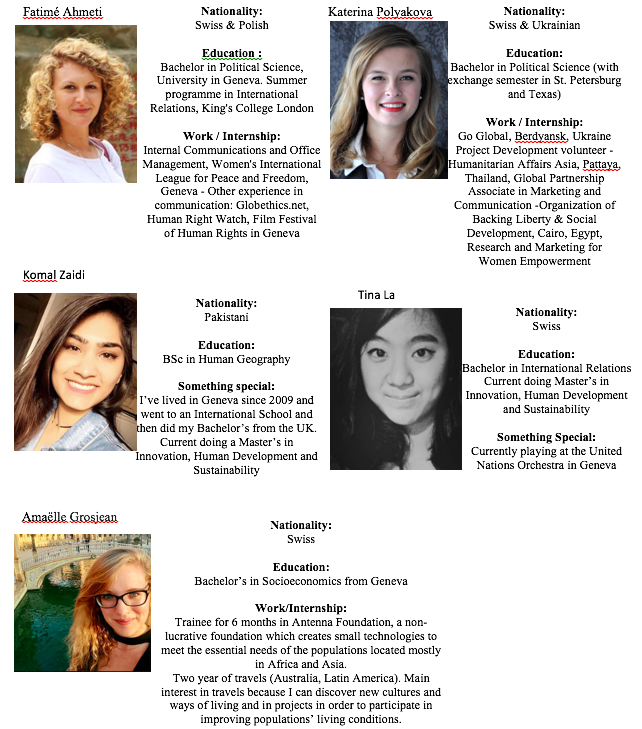 Fatimé Ahmeti
Nationality:
Swiss & Polish
Education :
Bachelor in Political Science,
University in Geneva. Summer
programme in International
Relations, King's College London
Work / Internship:
Internal Communications and Office
Management, Women's International
League for Peace and Freedom,
Geneva - Other experience in
communication: Globethics.net,
Human Right Watch, Film Festival
of Human Rights in Geneva
Katerina Polyakova
Nationality:
Swiss & Ukrainian
Education:
Bachelor in Political Science (with
exchange semester in St. Petersburg
and Texas)
Work / Internship:
Go Global, Berdyansk, Ukraine
Project Development volunteer -
Humanitarian Affairs Asia, Pattaya,
Thailand, Global Partnership
Associate in Marketing and
Communication -Organization of
Backing Liberty & Social
Development, Cairo, Egypt,
Research and Marketing for
Women Empowerment
Komal Zaidi
Nationality:
Pakistani
Education:
BSc in Human Geography
Something special:
I've lived in Geneva since 2009 and
went to an International School and
then did my Bachelor's from the UK.
Current doing a Master's in
Innovation, Human Development and
Sustainability
Tina La
Nationality:
Swiss
Education:
Bachelor in International Relations
Current doing Master's in
Innovation, Human Development
and Sustainability
Something Special:
Currently playing at the United
Nations Orchestra in Geneva
Amaëlle Grosjean
Nationality:
Swiss
Education:
Bachelor's in Socioeconomics from Geneva
Work/Internship:
Trainee for 6 months in Antenna Foundation, a non-
lucrative foundation which creates small technologies to
meet the essential needs of the populations located mostly
in Africa and Asia.
Two year of travels (Australia, Latin America). Main
interest in travels because I can discover new cultures and
ways of living and in projects in order to participate in
improving populations' living conditions.